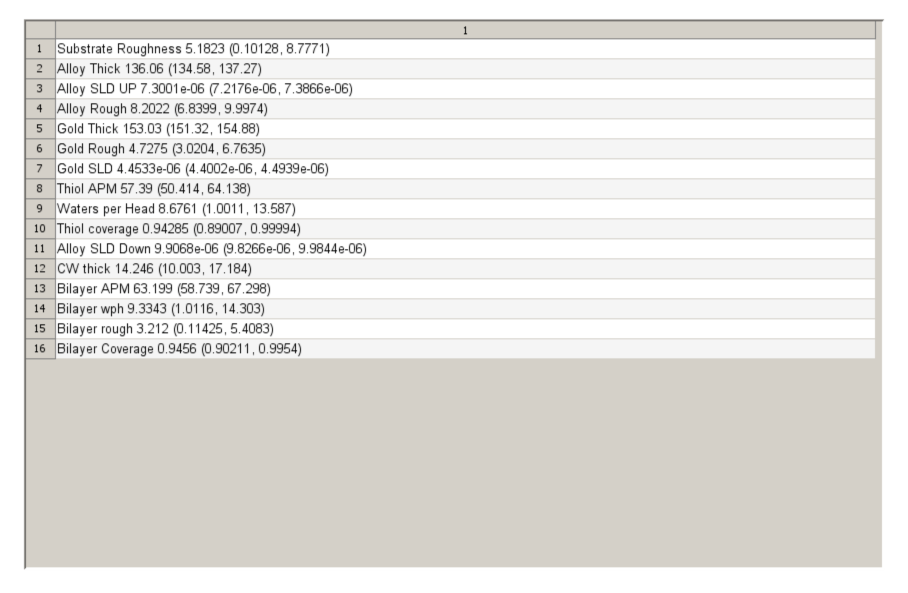 1
1 Substrate Roughness 5.1823 (0.10128, 8.7771)
2 Alloy Thick 136.06 (134.58, 137.27)
3 Alloy SLD UP 7.3001e-06 (7.2176e-06, 7.3866e-06)
4 Alloy Rough 8.2022 (6.8399, 9.9974)
5 Gold Thick 153.03 (151.32, 154.88)
6 Gold Rough 4.7275 (3.0204, 6.7635)
7 Gold SLD 4.4533e-06 (4.4002e-06, 4.4939e-06)
8 Thiol APM 57.39 (50.414, 64.138)
9 Waters per Head 8.6761 (1.0011, 13.587)
10 Thiol coverage 0.94285 (0.89007, 0.99994)
11 Alloy SLD Down 9.9068e-06 (9.8266e-06, 9.9844e-06)
12 CW thick 14.246 (10.003, 17.184)
13 Bilayer APM 63.199 (58.739, 67.298)
14 Bilayer wph 9.3343 (1.0116, 14.303)
15 Bilayer rough 3.212 (0.11425, 5.4083)
16 Bilayer Coverage 0.9456 (0.90211, 0.9954)